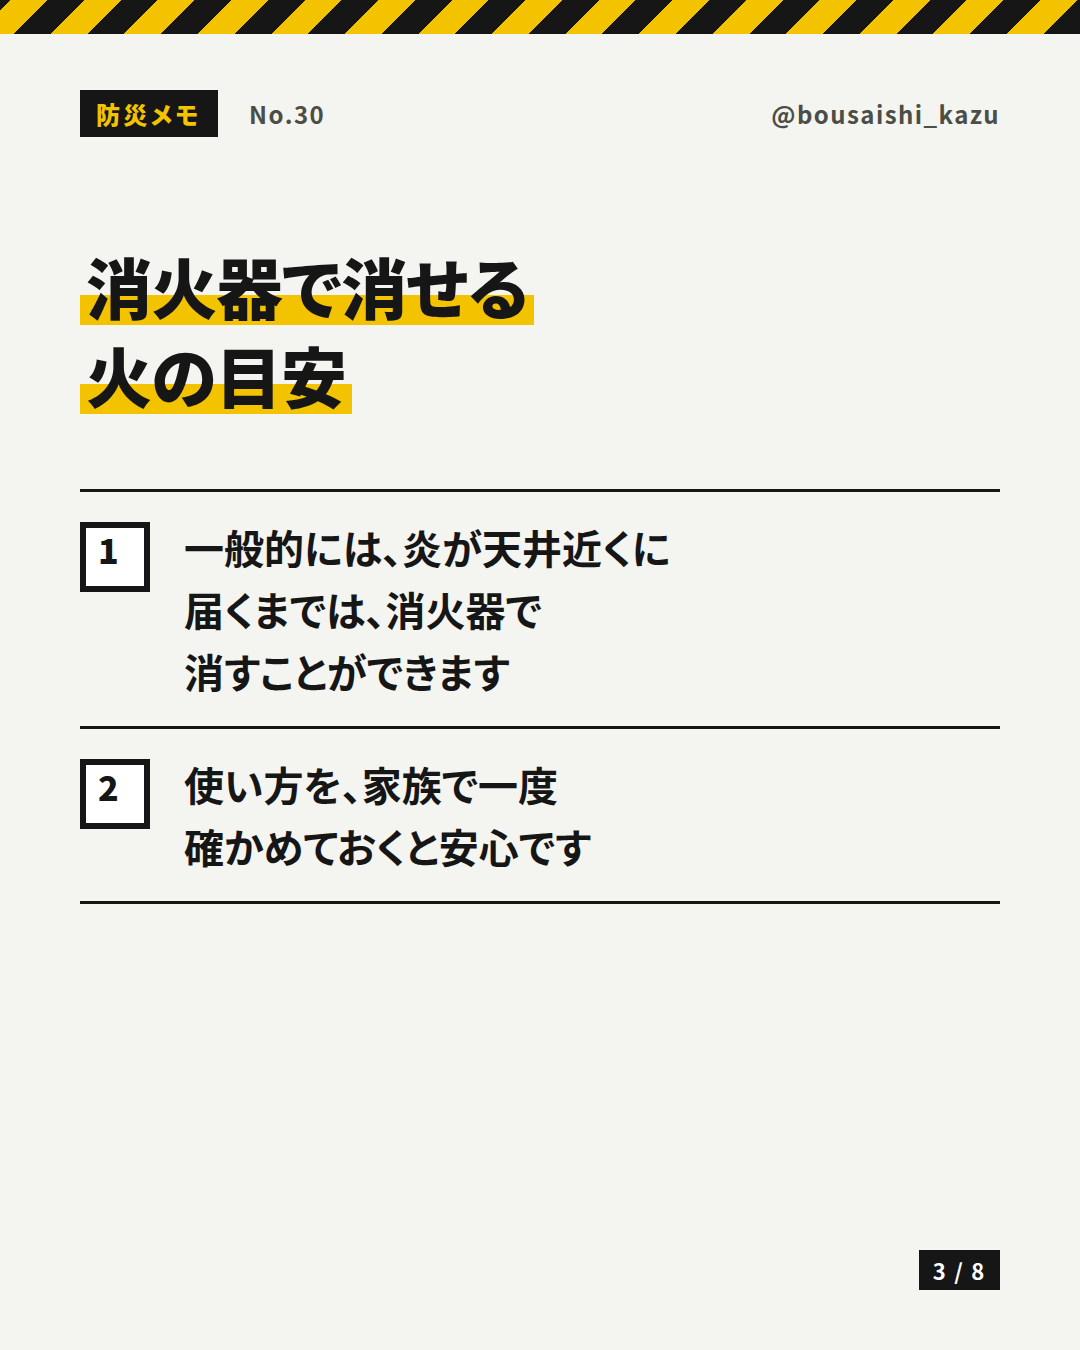 防災メモ No.30 @bousaishi_kazu
消火器で消せる
火の目安
1 一般的には、炎が天井近くに
届くまでは、消火器で
消すことができます
2 使い方を、家族で一度
確かめておくと安心です
3 / 8